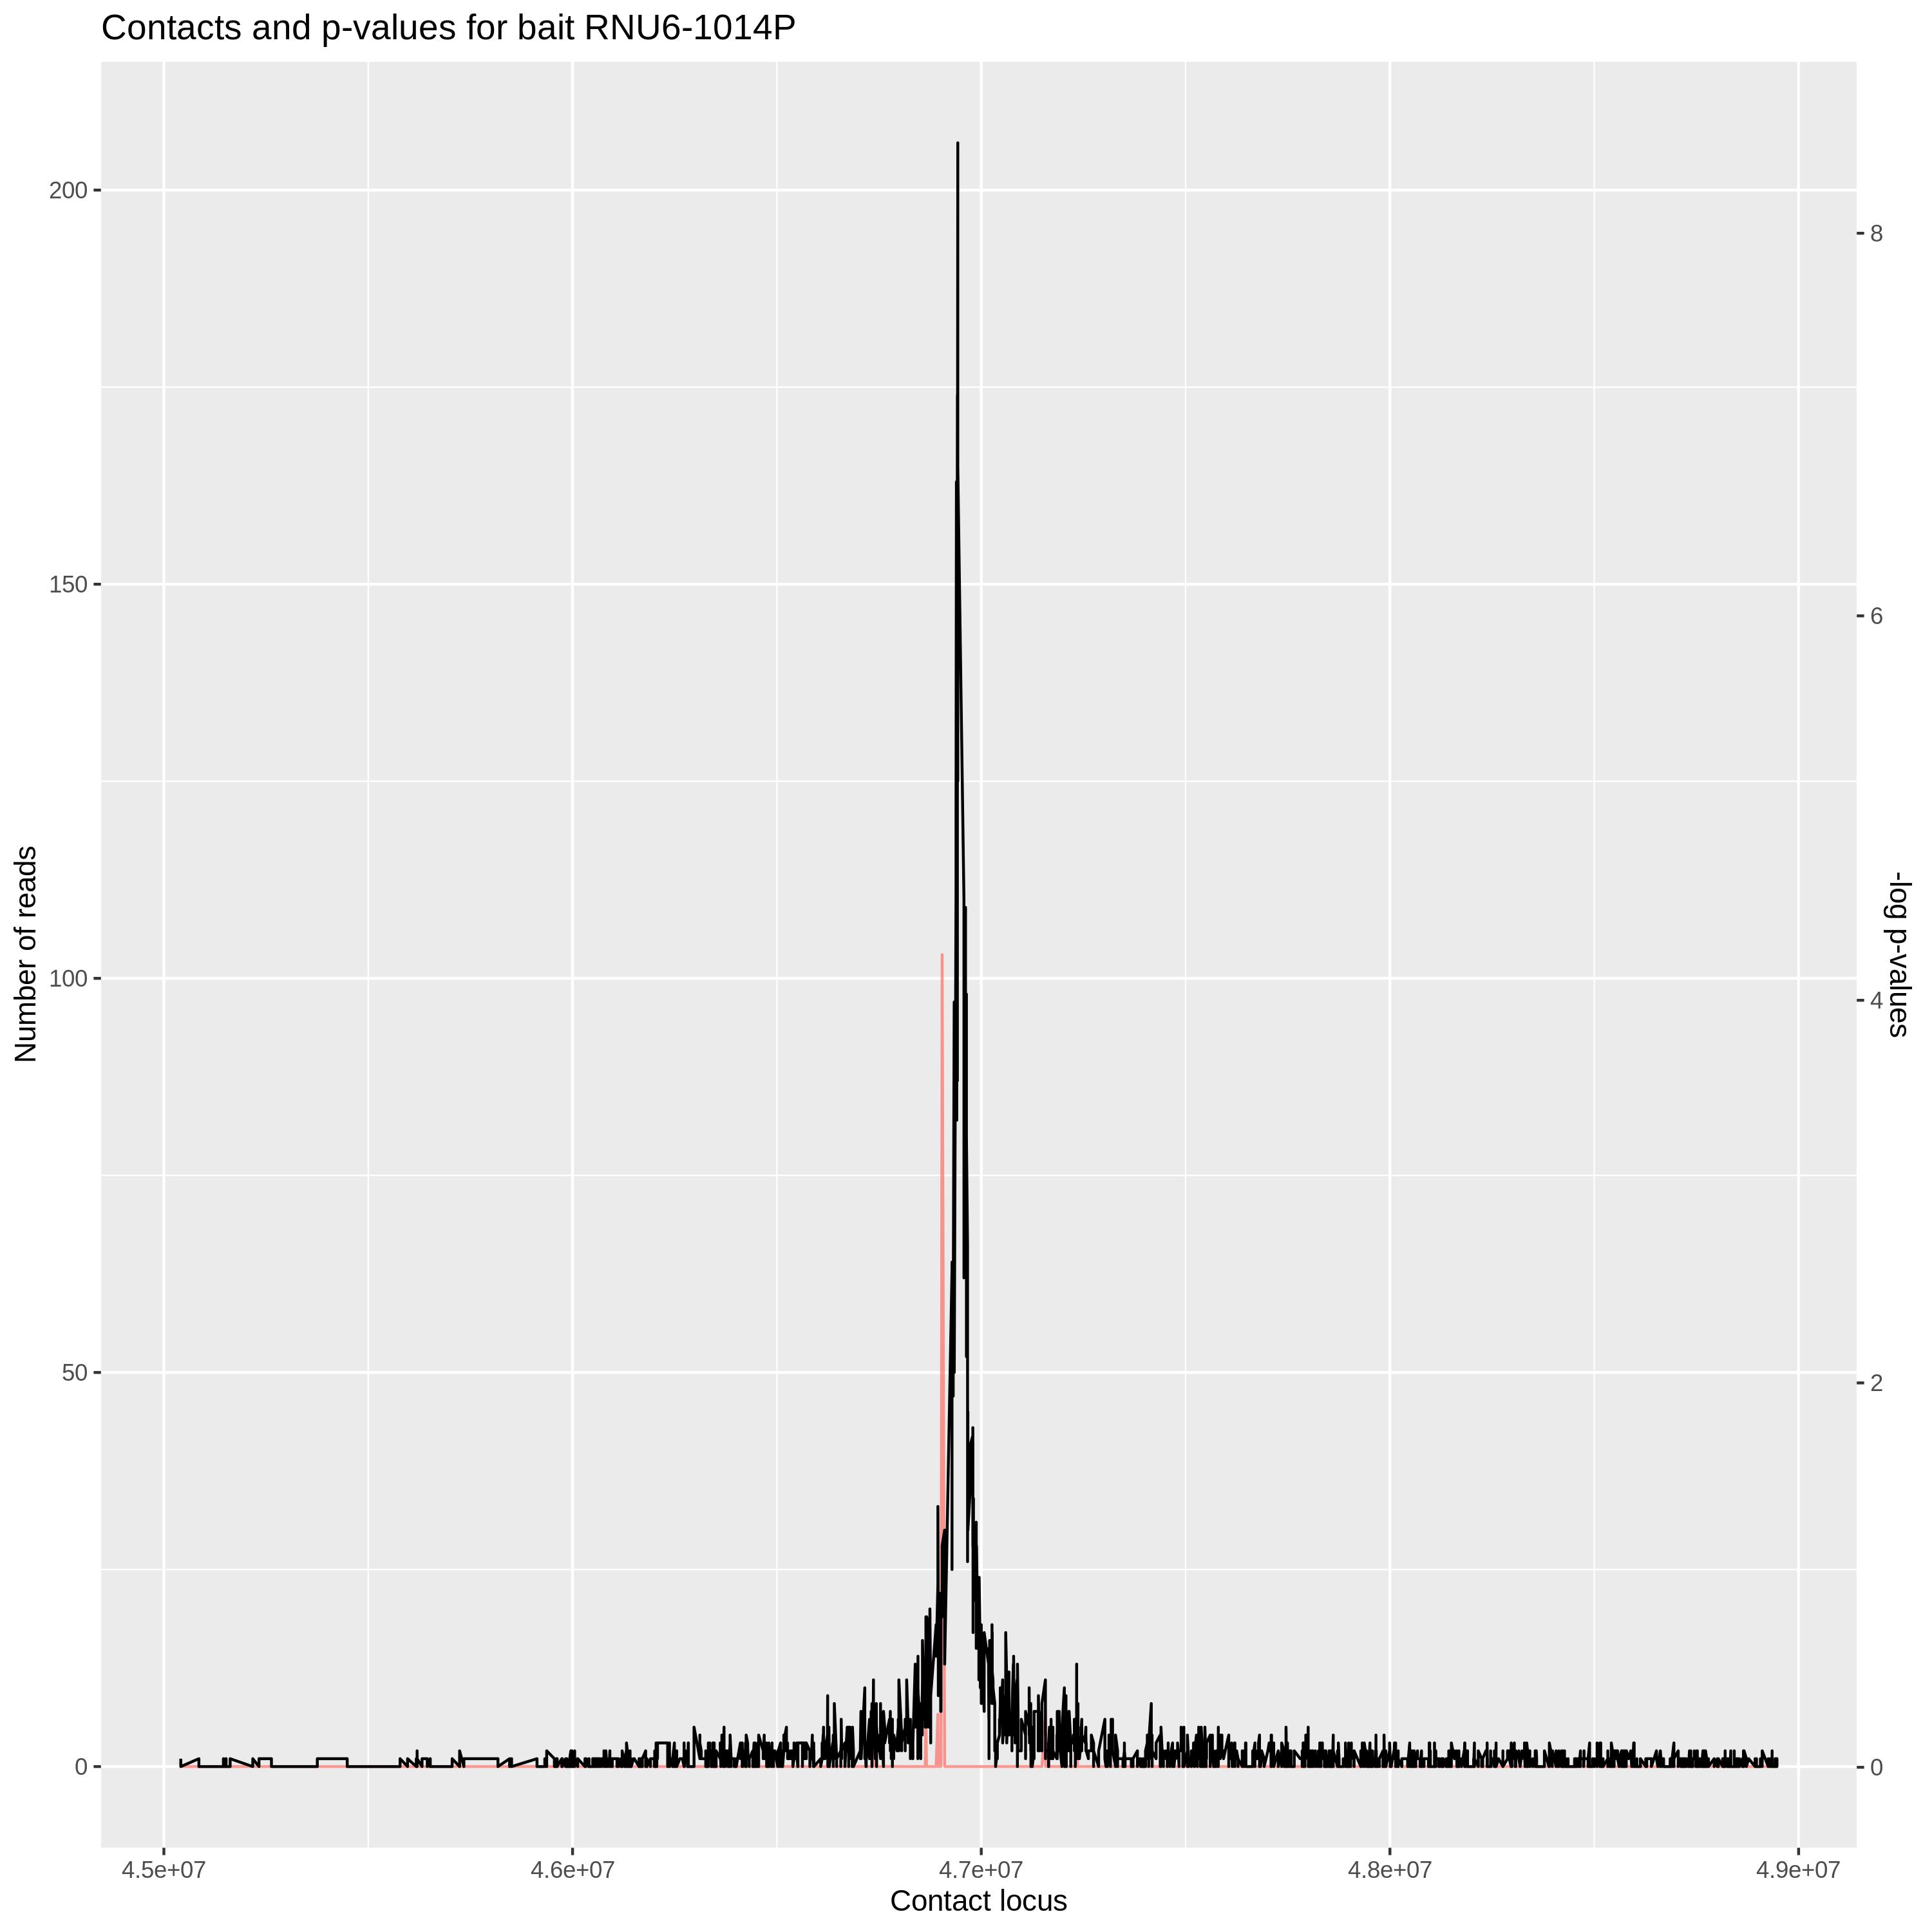 Contacts and p-values for bait RNU6-1014P
200
150
100
50
0
Number of reads
8
6
4
2
0
-log p-values
4.5e+07
4.6e+07
4.7e+07
4.8e+07
4.9e+07
Contact locus